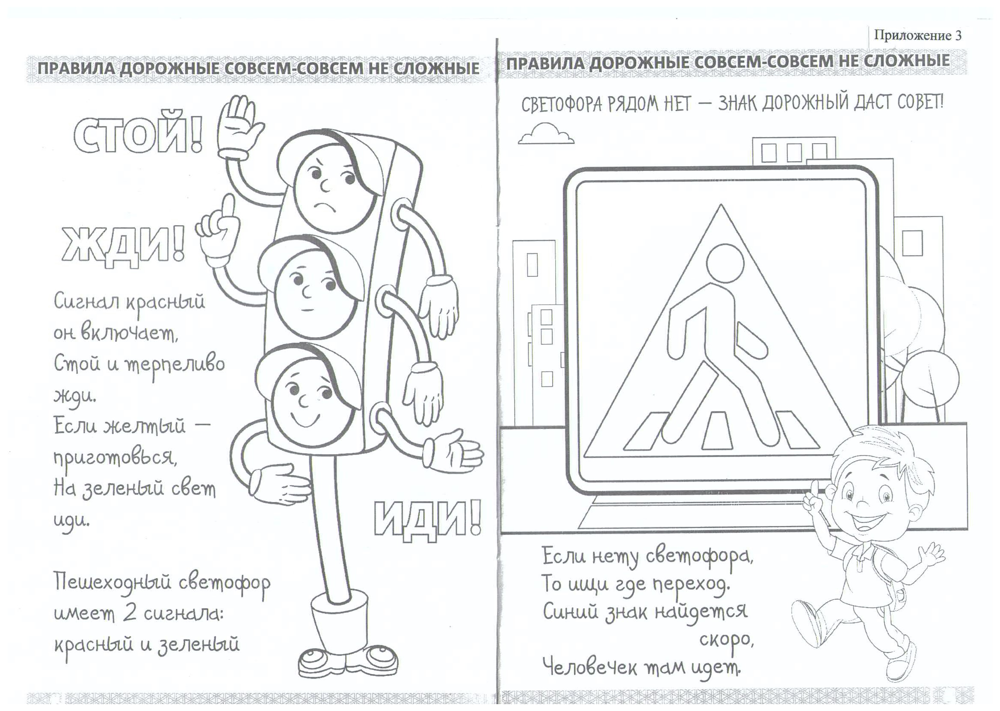 Приложение 3
ПРАВИЛА ДОРОЖНЫЕ СОВСЕМ-СОВСЕМ НЕ СЛОЖНЫЕ
СТОЙ!
ЖДИ!
Сигнал красный
он включает,
Стой и терпеливо
жди.
Если желтый —
приготовься,
На зеленый свет
иди.
ИДИ!
Пешеходный светофор
имеет 2 сигнала:
красный и зеленый
ПРАВИЛА ДОРОЖНЫЕ СОВСЕМ-СОВСЕМ НЕ СЛОЖНЫЕ
СВЕТОФОРА РЯДОМ НЕТ — ЗНАК ДОРОЖНЫЙ ДАСТ СОВЕТ!
Если нету светофора,
То ищи где переход.
Синий знак найдется
скоро,
Человечек там идет.